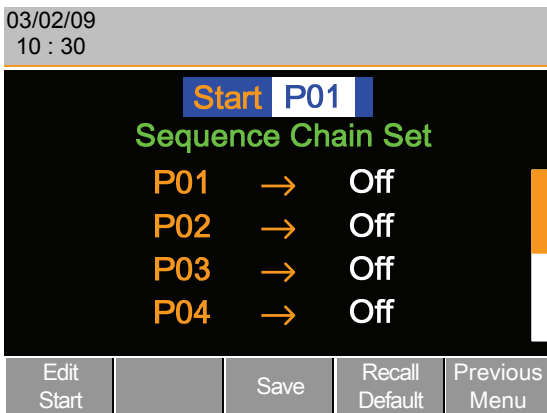 03/02/09
10 : 30
Start P01
Sequence Chain Set
P01 → Off
P02 → Off
P03 → Off
P04 → Off
Edit Start
Save
Recall Default
Previous Menu